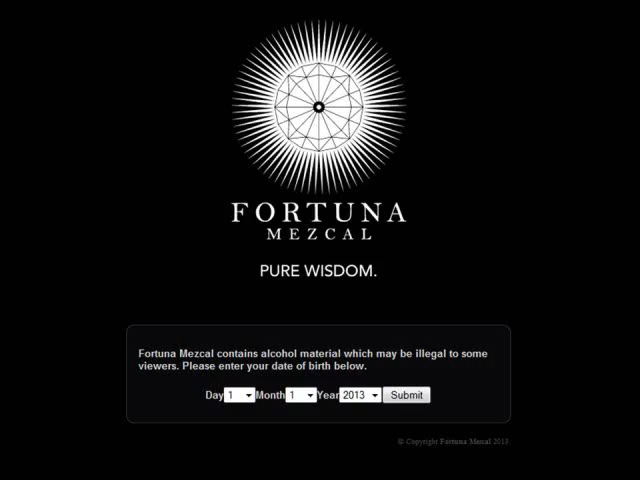 FORTUNA
MEZCAL
PURE WISDOM.
Fortuna Mezcal contains alcohol material which may be illegal to some
viewers. Please enter your date of birth below.
Day 1 Month 1 Year 2013 Submit
© Copyright Fortuna Mezcal 2013